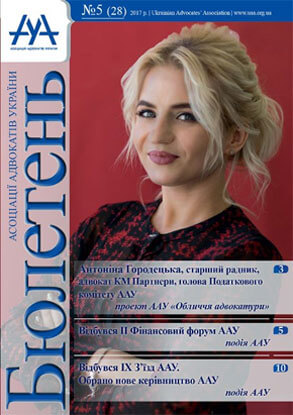 №5 (28) 2017 р. | Ukrainian Advocates' Association | www.uaa.org.ua
АСОЦІАЦІЯ АДВОКАТІВ УКРАЇНИ
Бюлетень
АСОЦІАЦІЇ АДВОКАТІВ УКРАЇНИ
Антоніна Городецька, старший радник, 3
адвокат КМ Партнери, голова Податкового
комітету ААУ
проект ААУ «Обличчя адвокатури»
Відбувся ІІ Фінансовий форум ААУ 5
подія ААУ
Відбувся ІХ З’їзд ААУ. 10
Обрано нове керівництво ААУ
подія ААУ